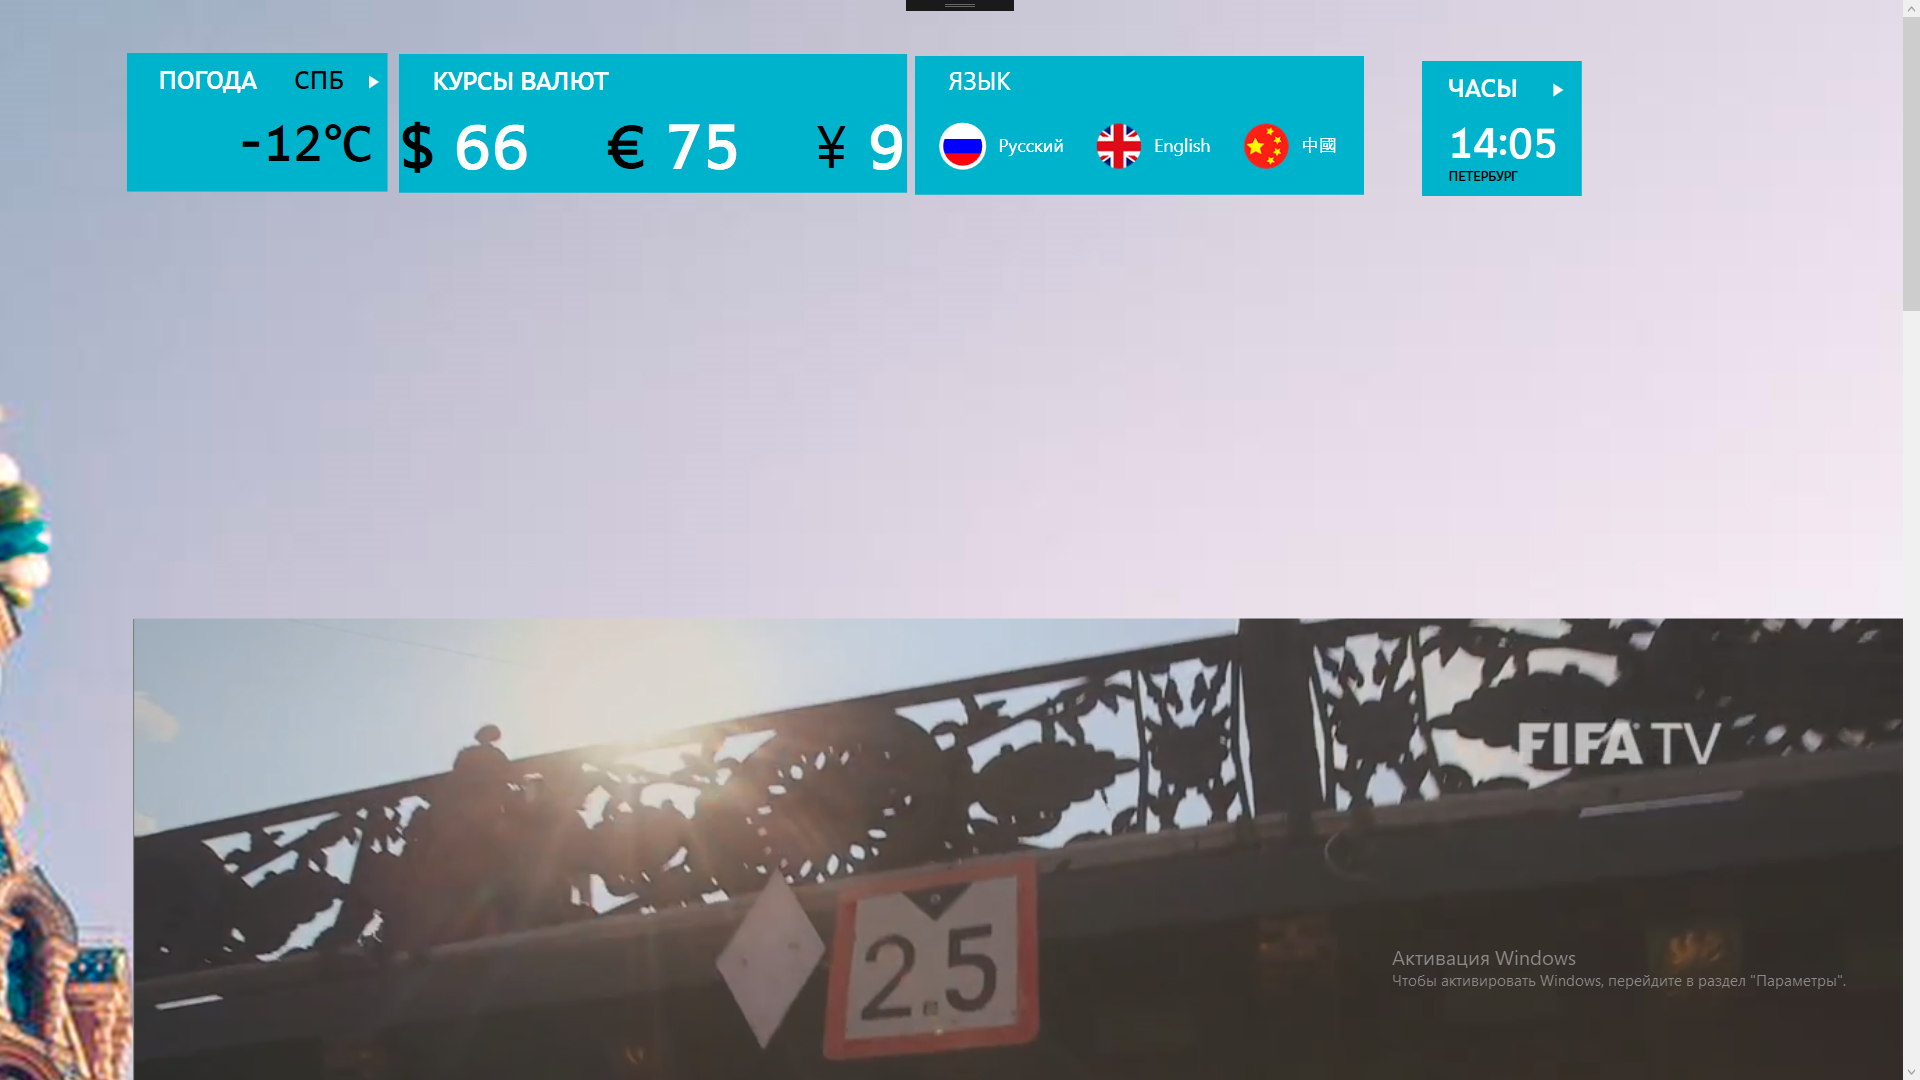 ПОГОДА СПБ
-12°C
КУРСЫ ВАЛЮТ
$ 66 € 75 ¥ 9
ЯЗЫК
Русский English 中國
ЧАСЫ
14:05
ПЕТЕРБУРГ
FIFA TV
2.5
Активация Windows
Чтобы активировать Windows, перейдите в раздел "Параметры".